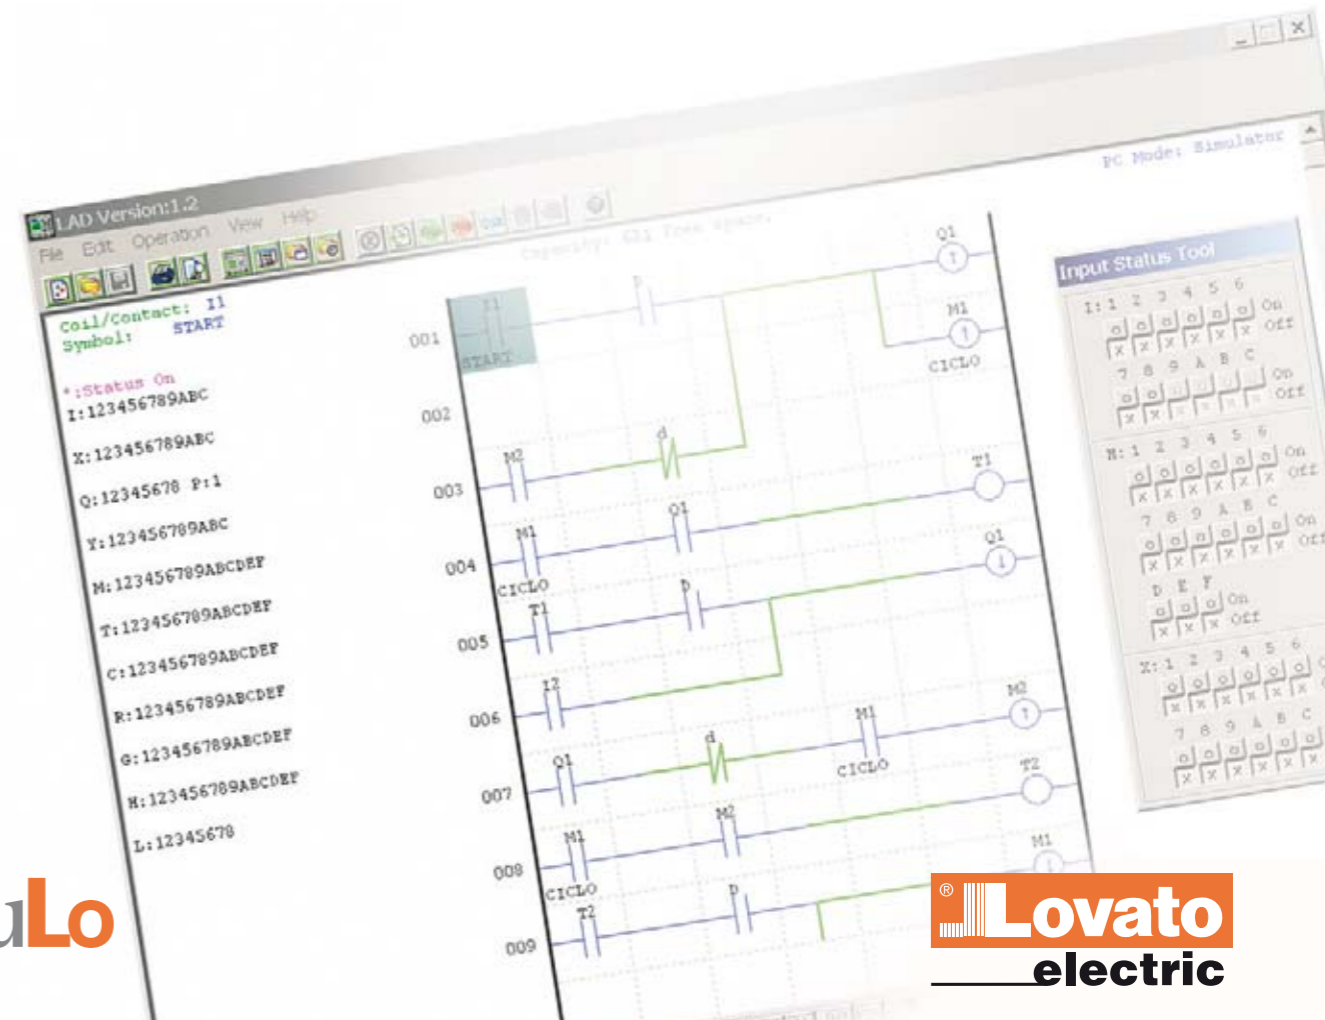 LAD Version:1.2
File Edit Operation View Help
PC Mode: Simulator
Capacity: 681 free space.
Coil/Contact: I1
Symbol: START
*:Status On
I:123456789ABC
X:123456789ABC
Q:12345678 P:1
Y:123456789ABC
M:123456789ABCDEF
T:123456789ABCDEF
C:123456789ABCDEF
R:123456789ABCDEF
G:123456789ABCDEF
H:123456789ABCDEF
L:12345678
I1 D Q1
001
START
M1
CICLO
002
M2 d
003
M1 Q1 T1
004
CICLO
T1 D Q1
005
I2
006
Q1 d M1 M2
007
CICLO
M1 M2 T2
008
CICLO
T2 D M1
009
Input Status Tool
I: 1 2 3 4 5 6
On
Off
7 8 9 A B C
On
Off
M: 1 2 3 4 5 6
On
Off
7 8 9 A B C
On
Off
D E F
On
Off
X: 1 2 3 4 5 6
7 8 9 A B C
uLo
® Lovato
electric